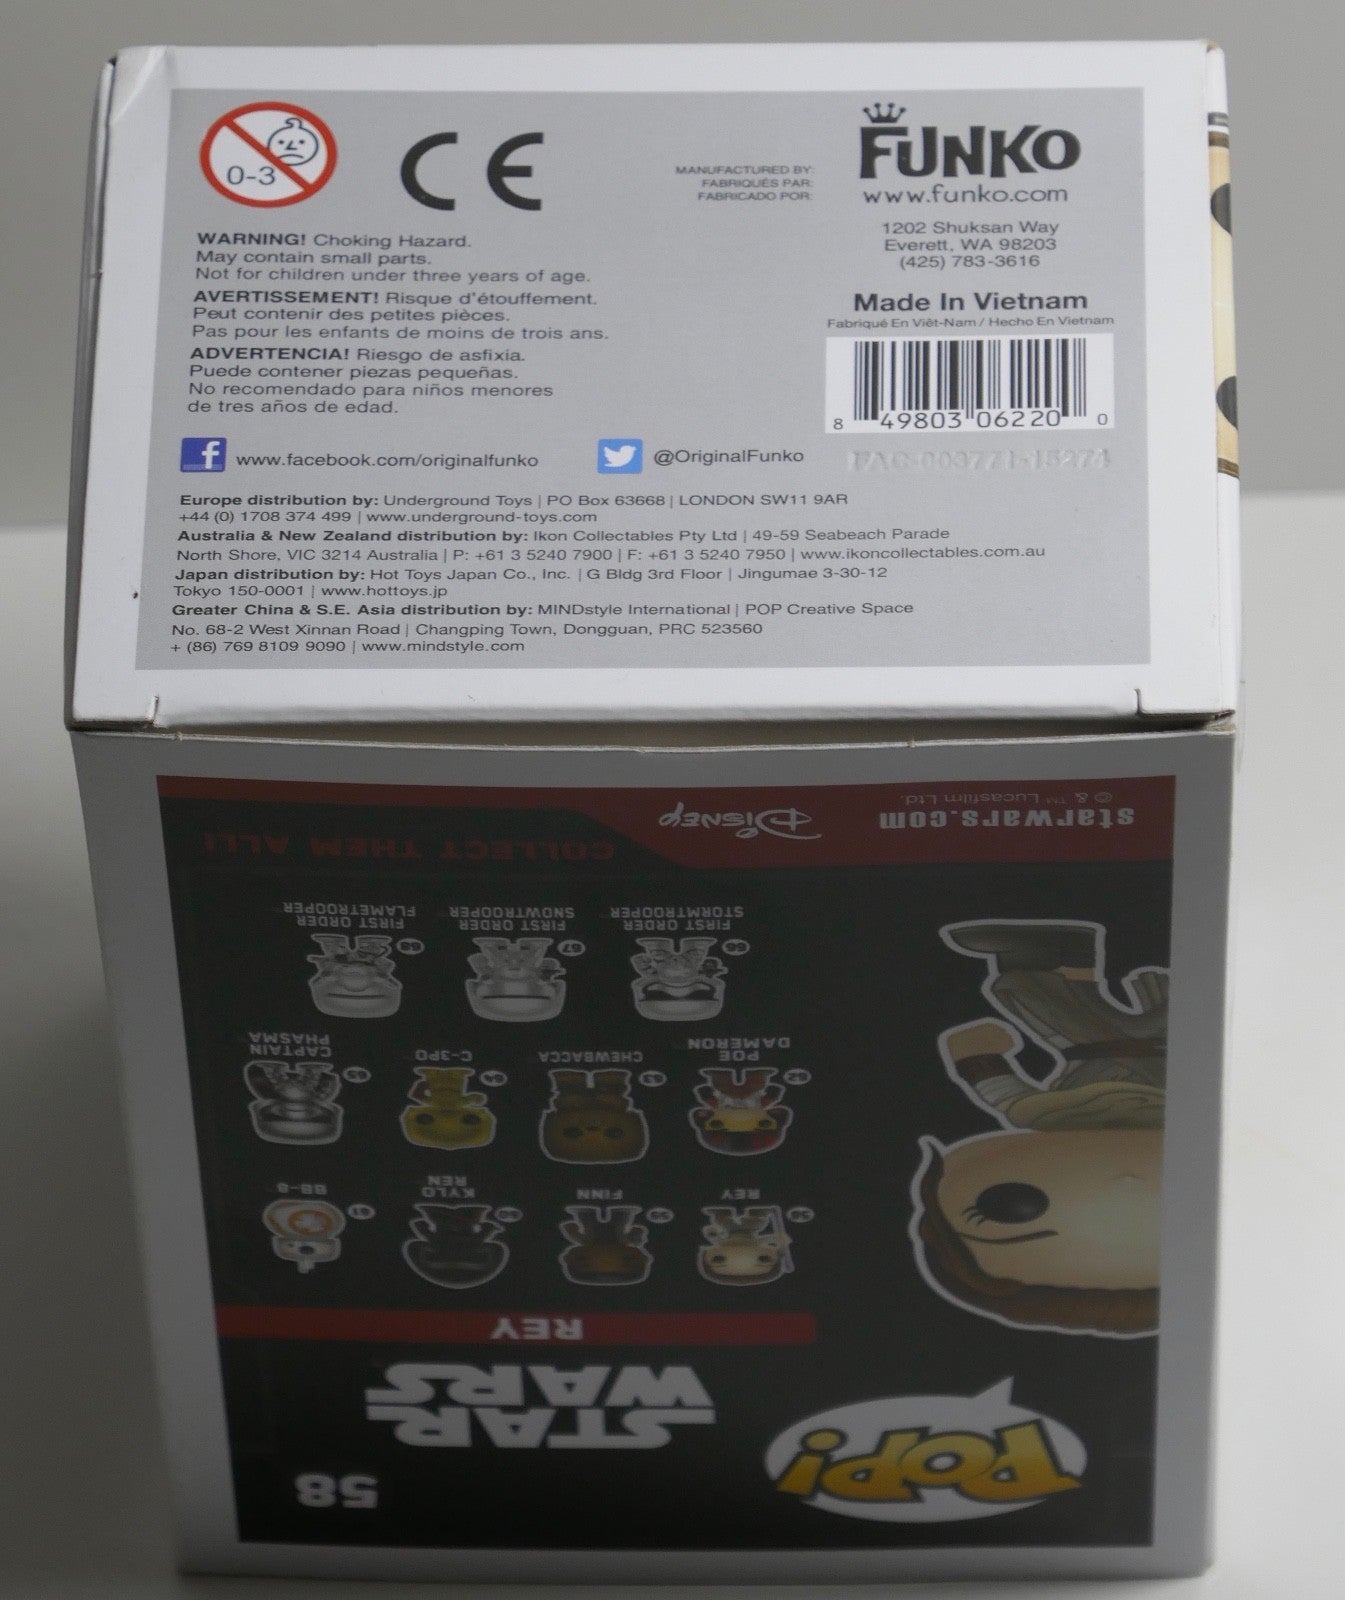 0-3
CE
MANUFACTURED BY:
FABRIQUÉS PAR:
FABRICADO POR:
FUNKO
www.funko.com
1202 Shuksan Way
Everett, WA 98203
(425) 783-3616
Made In Vietnam
Fabriqué En Viêt-Nam / Hecho En Vietnam
8 49803 06220 0
WARNING! Choking Hazard.
May contain small parts.
Not for children under three years of age.
AVERTISSEMENT! Risque d'étouffement.
Peut contenir des petites pièces.
Pas pour les enfants de moins de trois ans.
ADVERTENCIA! Riesgo de asfixia.
Puede contener piezas pequeñas.
No recomendado para niños menores
de tres años de edad.
f www.facebook.com/originalfunko
@OriginalFunko
Europe distribution by: Underground Toys | PO Box 63668 | LONDON SW11 9AR
+44 (0) 1708 374 499 | www.underground-toys.com
Australia & New Zealand distribution by: Ikon Collectables Pty Ltd | 49-59 Seabeach Parade
North Shore, VIC 3214 Australia | P: +61 3 5240 7900 | F: +61 3 5240 7950 | www.ikoncollectables.com.au
Japan distribution by: Hot Toys Japan Co., Inc. | G Bldg 3rd Floor | Jingumae 3-30-12
Tokyo 150-0001 | www.hottoys.jp
Greater China & S.E. Asia distribution by: MINDstyle International | POP Creative Space
No. 68-2 West Xinnan Road | Changping Town, Dongguan, PRC 523560
+ (86) 769 8109 9090 | www.mindstyle.com
POP!
58
STAR
WARS
REY
REY
FINN
KYLO
REN
BB-8
62
POE
DAMERON
63
CHEWBACCA
64
C-3PO
65
CAPTAIN
PHASMA
66
FIRST ORDER
STORMTROOPER
67
FIRST ORDER
SNOWTROOPER
68
FIRST ORDER
FLAMETROOPER
COLLECT THEM ALL!
starwars.com
© & ™ Lucasfilm Ltd.
Disney